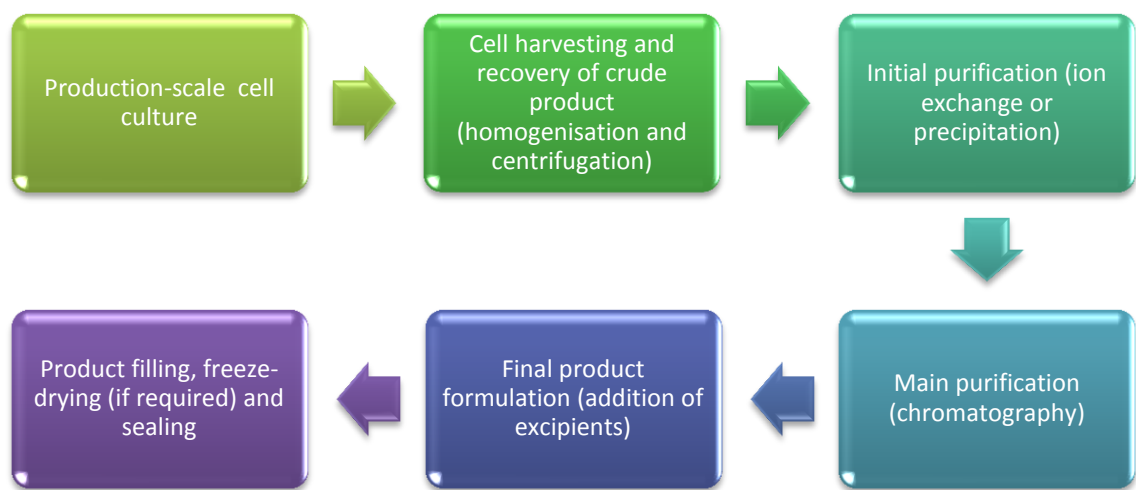 Production-scale cell
culture
Cell harvesting and
recovery of crude
product
(homogenisation and
centrifugation)
Initial purification (ion
exchange or
precipitation)
Main purification
(chromatography)
Final product
formulation (addition of
excipients)
Product filling, freeze-
drying (if required) and
sealing